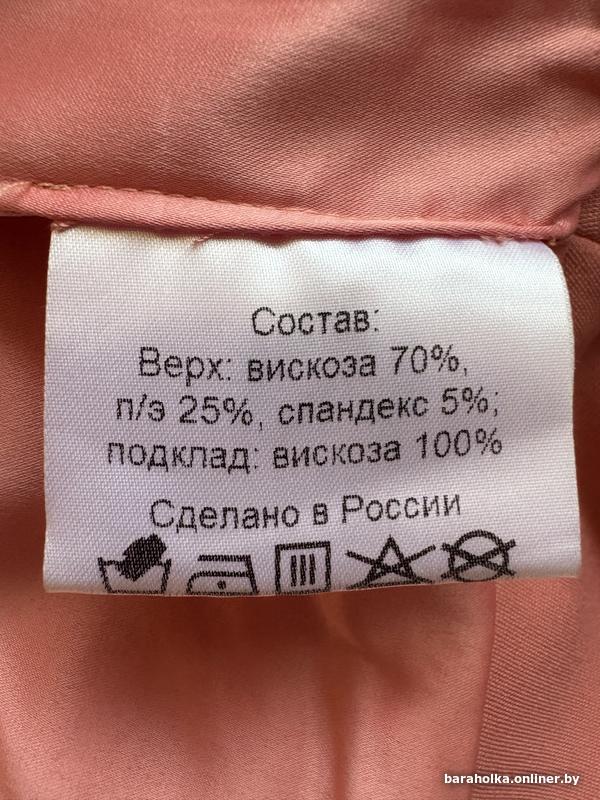 Состав:
Верх: вискоза 70%,
п/э 25%, спандекс 5%;
подклад: вискоза 100%
Сделано в России
baraholka.onliner.by